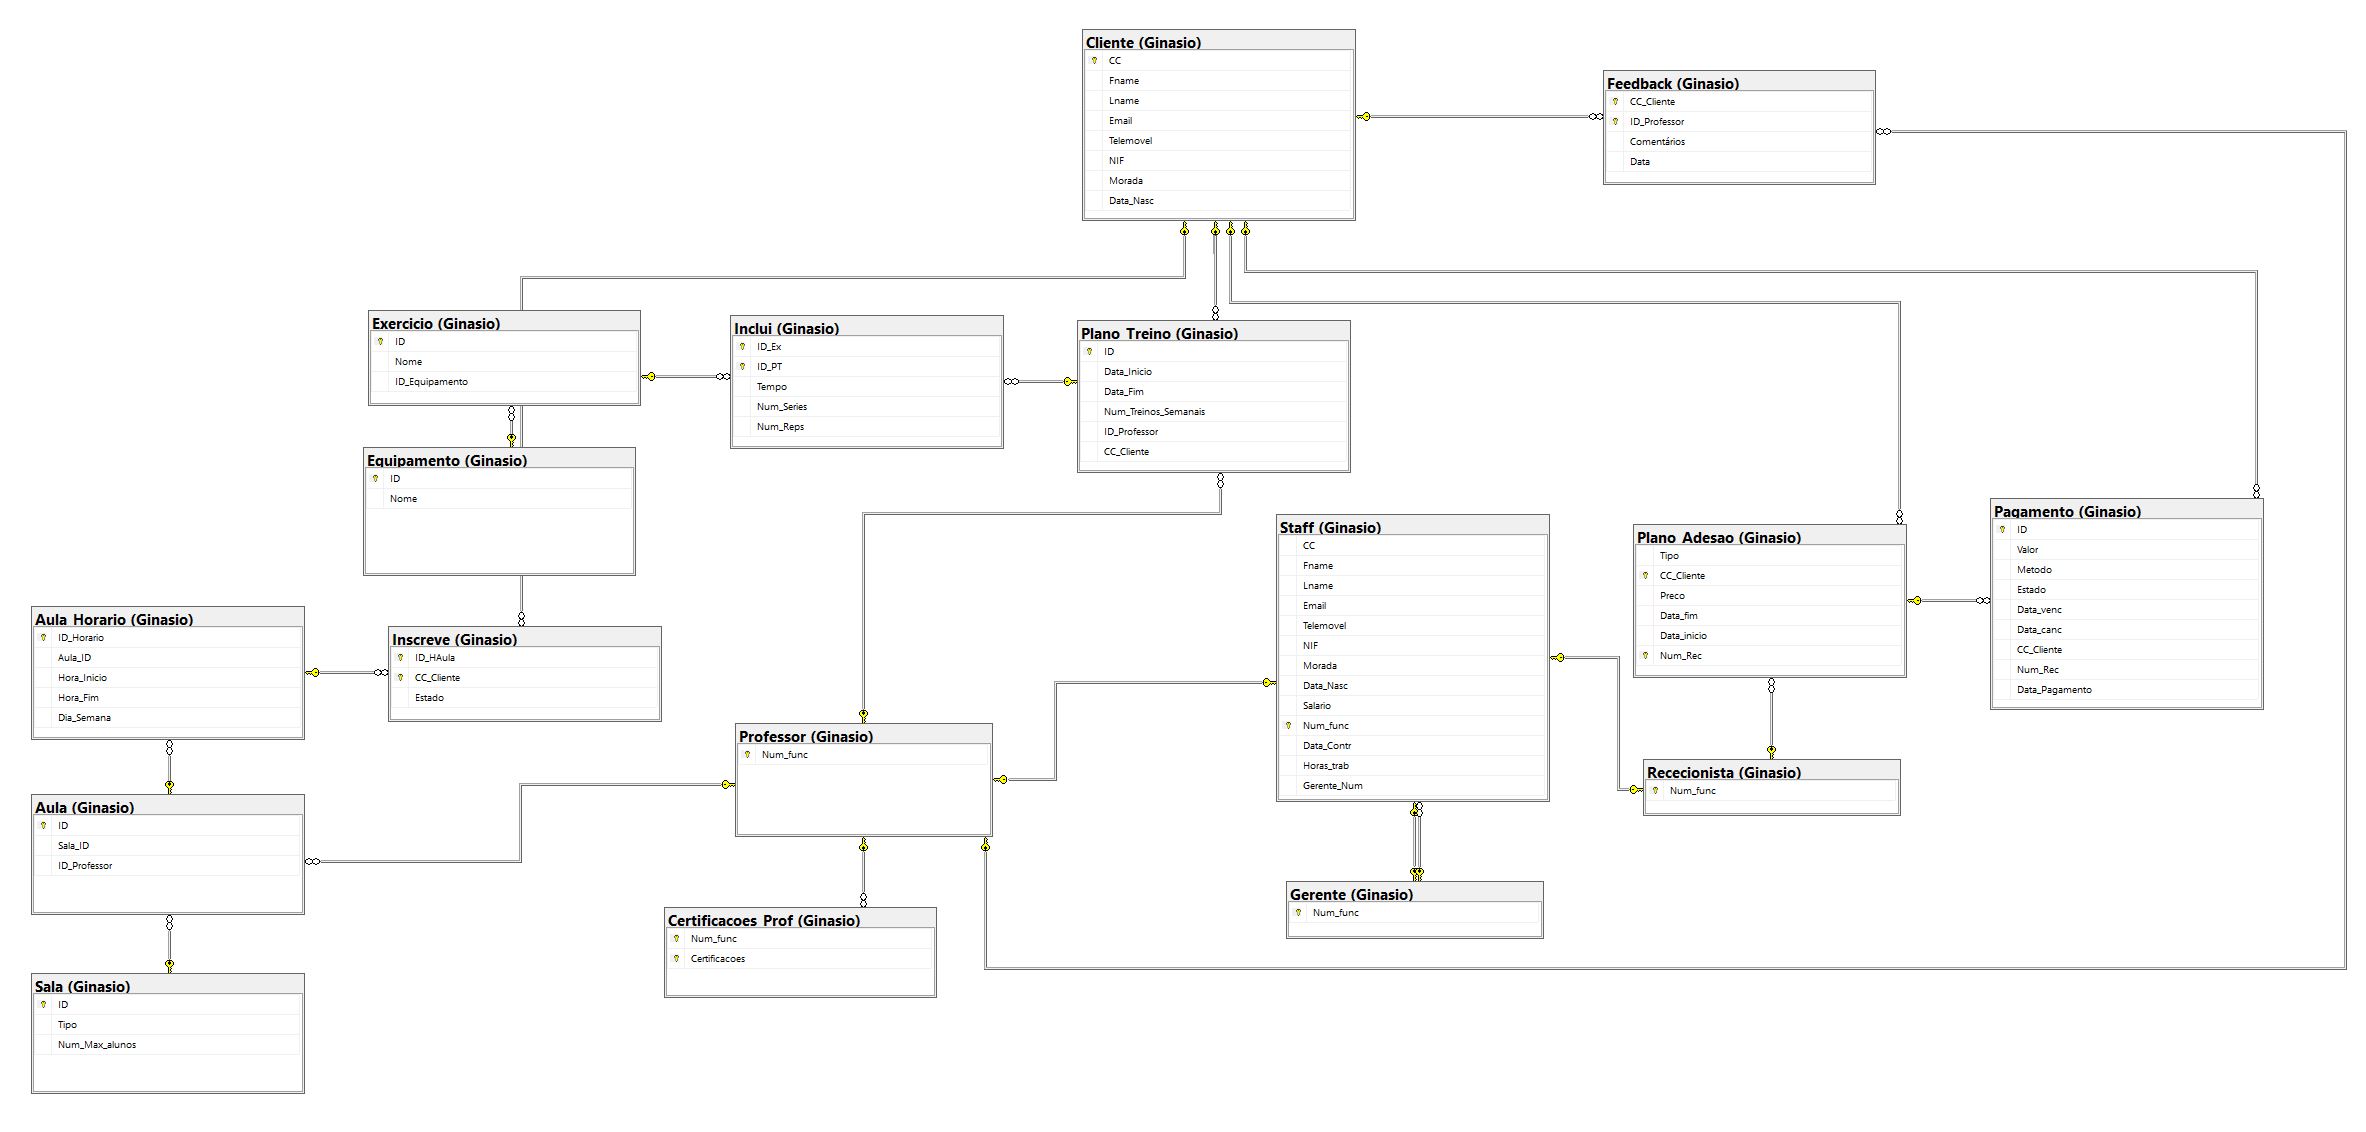 Cliente (Ginasio)
CC
Fname
Lname
Email
Telemovel
NIF
Morada
Data_Nasc
Feedback (Ginasio)
CC_Cliente
ID_Professor
Comentários
Data
Exercicio (Ginasio)
ID
Nome
ID_Equipamento
Inclui (Ginasio)
ID_Ex
ID_PT
Tempo
Num_Series
Num_Reps
Plano_Treino (Ginasio)
ID
Data_Inicio
Data_Fim
Num_Treinos_Semanais
ID_Professor
CC_Cliente
Equipamento (Ginasio)
ID
Nome
Staff (Ginasio)
CC
Fname
Lname
Email
Telemovel
NIF
Morada
Data_Nasc
Salario
Num_func
Data_Contr
Horas_trab
Gerente_Num
Plano_Adesao (Ginasio)
Tipo
CC_Cliente
Preco
Data_fim
Data_inicio
Num_Rec
Pagamento (Ginasio)
ID
Valor
Metodo
Estado
Data_venc
Data_canc
CC_Cliente
Num_Rec
Data_Pagamento
Aula_Horario (Ginasio)
ID_Horario
Aula_ID
Hora_Inicio
Hora_Fim
Dia_Semana
Inscreve (Ginasio)
ID_HAula
CC_Cliente
Estado
Professor (Ginasio)
Num_func
Rececionista (Ginasio)
Num_func
Aula (Ginasio)
ID
Sala_ID
ID_Professor
Gerente (Ginasio)
Num_func
Certificacoes_Prof (Ginasio)
Num_func
Certificacoes
Sala (Ginasio)
ID
Tipo
Num_Max_alunos